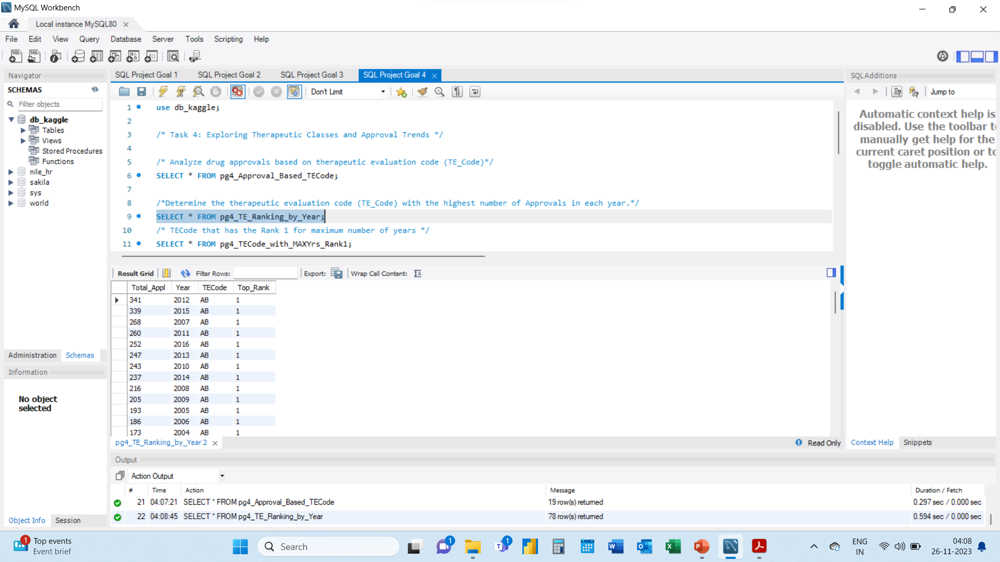 MySQL Workbench
Local instance MySQL80
File Edit View Query Database Server Tools Scripting Help
Navigator
SCHEMAS
Filter objects
db_kaggle
Tables
Views
Stored Procedures
Functions
nile_hr
sakila
sys
world
Administration Schemas
Information
No object
selected
Object Info Session
SQL Project Goal 1 SQL Project Goal 2 SQL Project Goal 3 SQL Project Goal 4
Don't Limit
1 use db_kaggle;
2
3 /* Task 4: Exploring Therapeutic Classes and Approval Trends */
4
5 /* Analyze drug approvals based on therapeutic evaluation code (TE_Code)*/
6 SELECT * FROM pg4_Approval_Based_TECode;
7
8 /*Determine the therapeutic evaluation code (TE_Code) with the highest number of Approvals in each year.*/
9 SELECT * FROM pg4_TE_Ranking_by_Year;
10 /* TECode that has the Rank 1 for maximum number of years */
11 SELECT * FROM pg4_TECode_with_MAXYrs_Rank1;
Result Grid Filter Rows: Export: Wrap Cell Content:
Total_Appl Year TECode Top_Rank
341 2012 AB 1
339 2015 AB 1
268 2007 AB 1
260 2011 AB 1
252 2016 AB 1
247 2013 AB 1
243 2010 AB 1
237 2014 AB 1
216 2008 AB 1
205 2009 AB 1
193 2005 AB 1
186 2006 AB 1
173 2004 AB 1
pg4_TE_Ranking_by_Year 2
Read Only
SQLAdditions
Jump to
Automatic context help is
disabled. Use the toolbar t
manually get help for the
current caret position or to
toggle automatic help.
Context Help Snippets
Output
Action Output
# Time Action Message Duration / Fetch
21 04:07:21 SELECT * FROM pg4_Approval_Based_TECode 19 row(s) returned 0.297 sec / 0.000 sec
22 04:08:45 SELECT * FROM pg4_TE_Ranking_by_Year 78 row(s) returned 0.594 sec / 0.000 sec
1 Top events
Event brief
Search
1
1
ENG
IN
04:08
26-11-2023